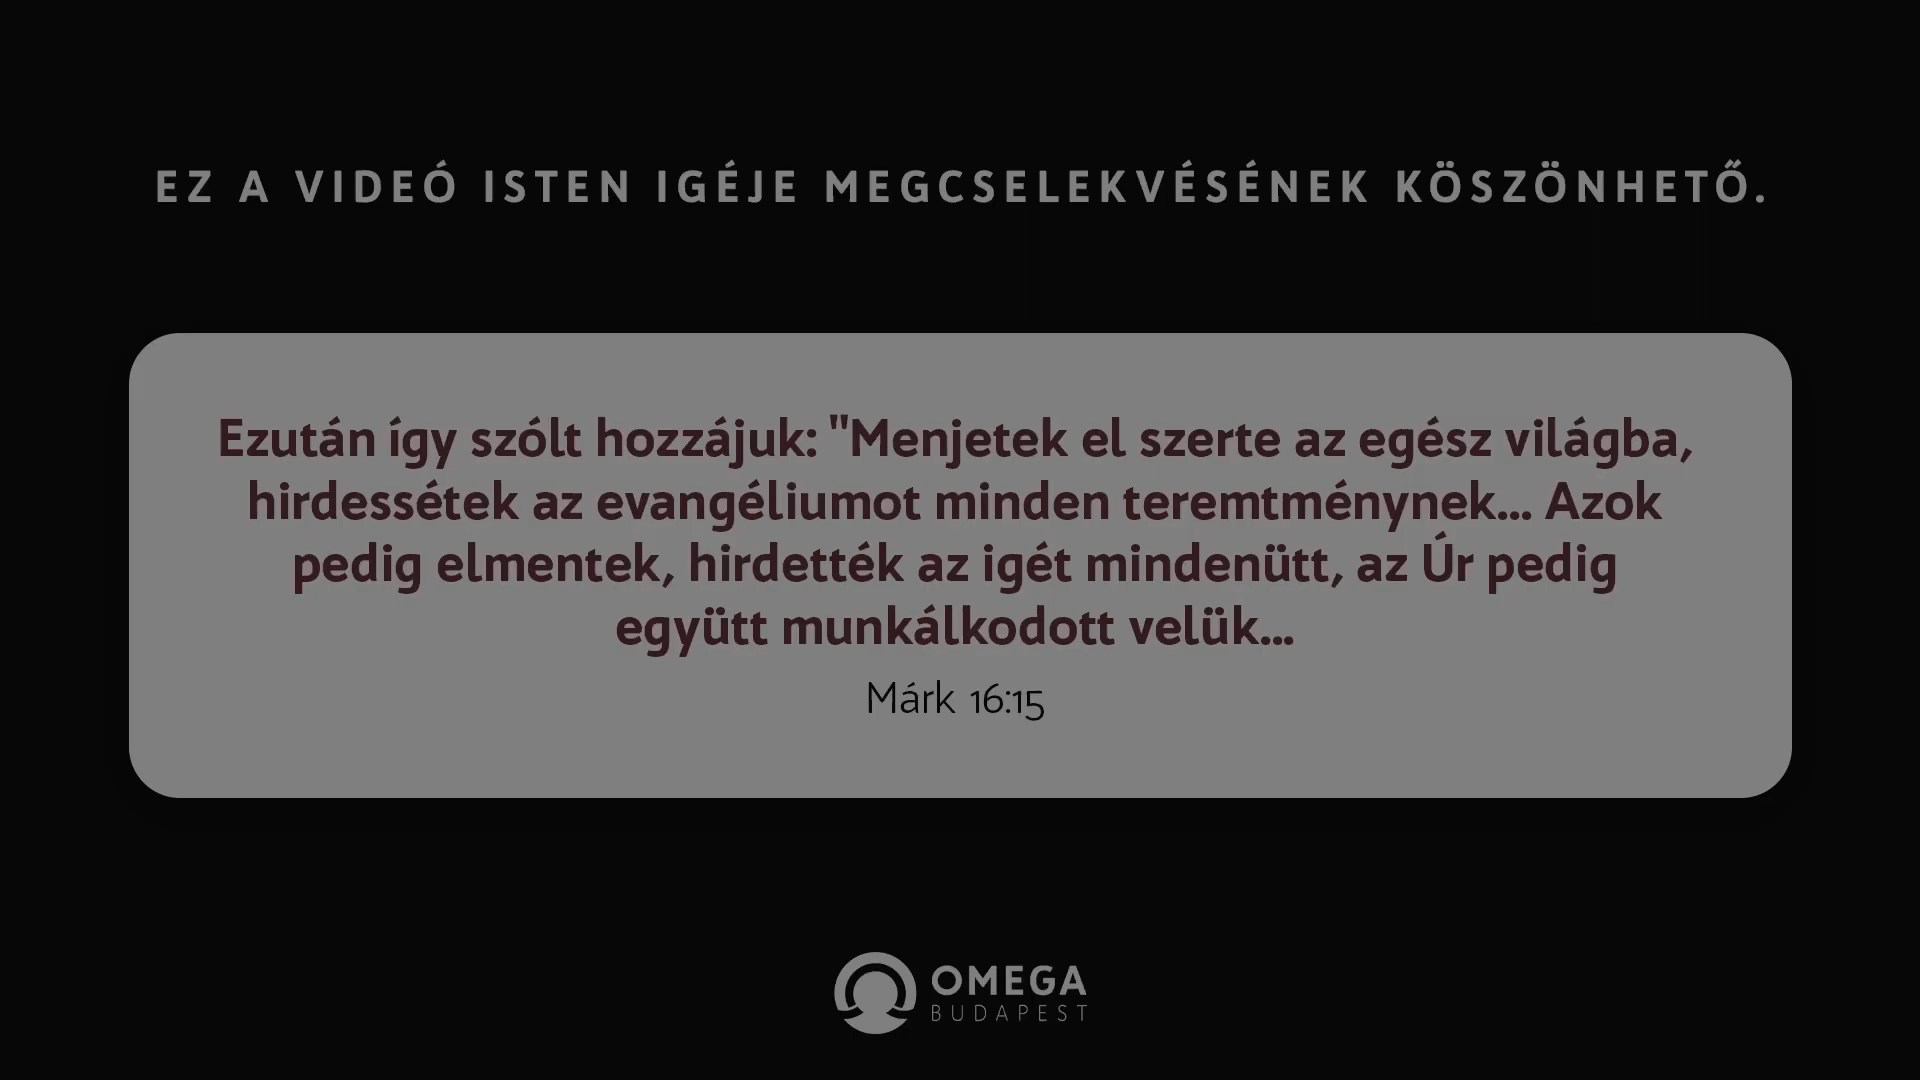 EZ A VIDEÓ ISTEN IGÉJE MEGCSELEKVÉSÉNEK KÖSZÖNHETŐ.
Ezután így szólt hozzájuk: "Menjetek el szerte az egész világba,
hirdessétek az evangéliumot minden teremtménynek... Azok
pedig elmentek, hirdették az igét mindenütt, az Úr pedig
együtt munkálkodott velük...
Márk 16:15
OMEGA
BUDAPEST